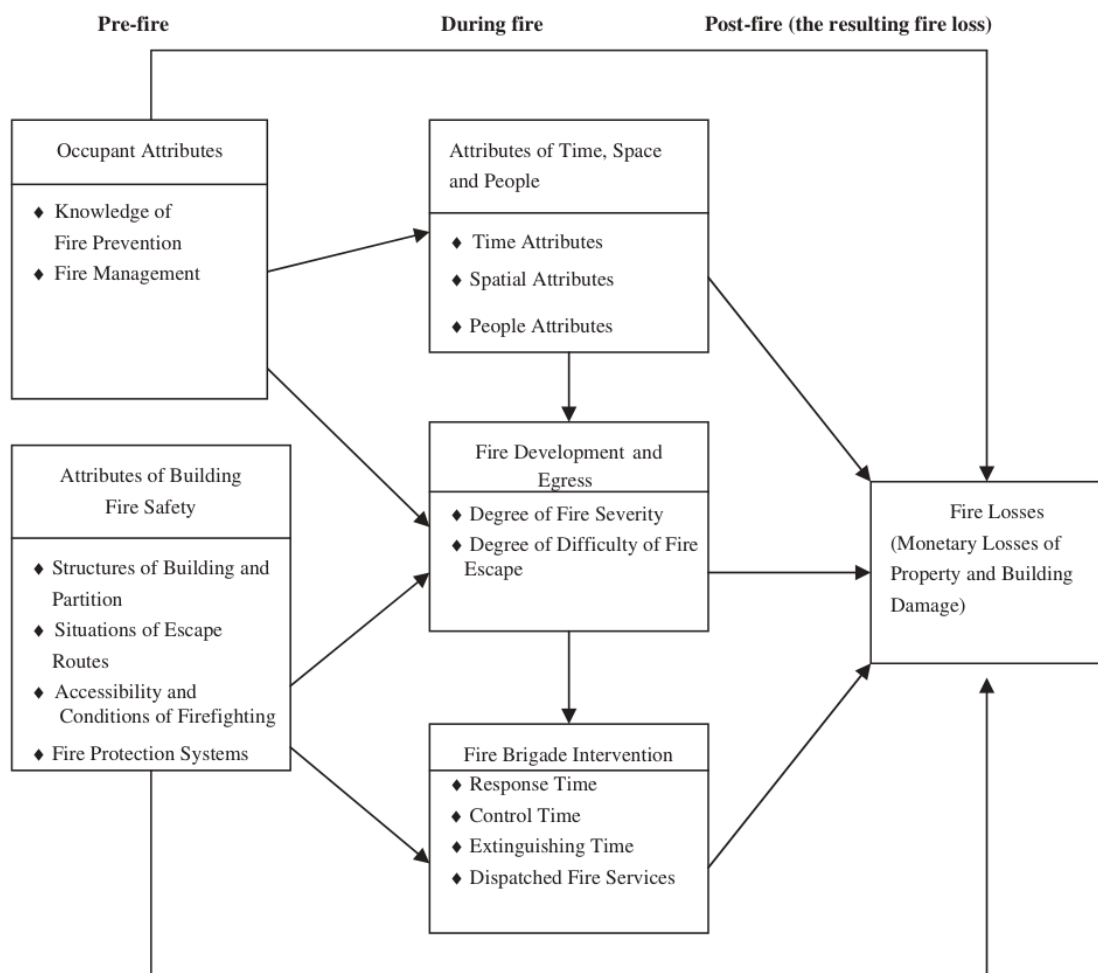 Pre-fire
During fire
Post-fire (the resulting fire loss)
Occupant Attributes
♦ Knowledge of
Fire Prevention
♦ Fire Management
Attributes of Time, Space
and People
♦ Time Attributes
♦ Spatial Attributes
♦ People Attributes
Attributes of Building
Fire Safety
♦ Structures of Building and
Partition
♦ Situations of Escape
Routes
♦ Accessibility and
Conditions of Firefighting
♦ Fire Protection Systems
Fire Development and
Egress
♦ Degree of Fire Severity
♦ Degree of Difficulty of Fire
Escape
Fire Brigade Intervention
♦ Response Time
♦ Control Time
♦ Extinguishing Time
♦ Dispatched Fire Services
Fire Losses
(Monetary Losses of
Property and Building
Damage)